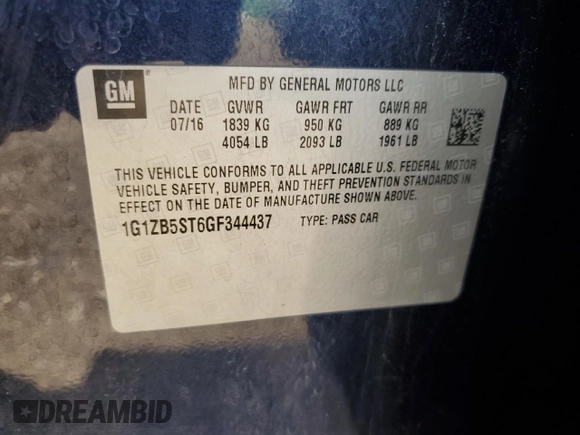 GM
MFD BY GENERAL MOTORS LLC
DATE GVWR GAWR FRT GAWR RR
07/16 1839 KG 950 KG 889 KG
4054 LB 2093 LB 1961 LB
THIS VEHICLE CONFORMS TO ALL APPLICABLE U.S. FEDERAL MOTOR
VEHICLE SAFETY, BUMPER, AND THEFT PREVENTION STANDARDS IN
EFFECT ON THE DATE OF MANUFACTURE SHOWN ABOVE.
1G1ZB5ST6GF344437 TYPE: PASS CAR
DREAMBID